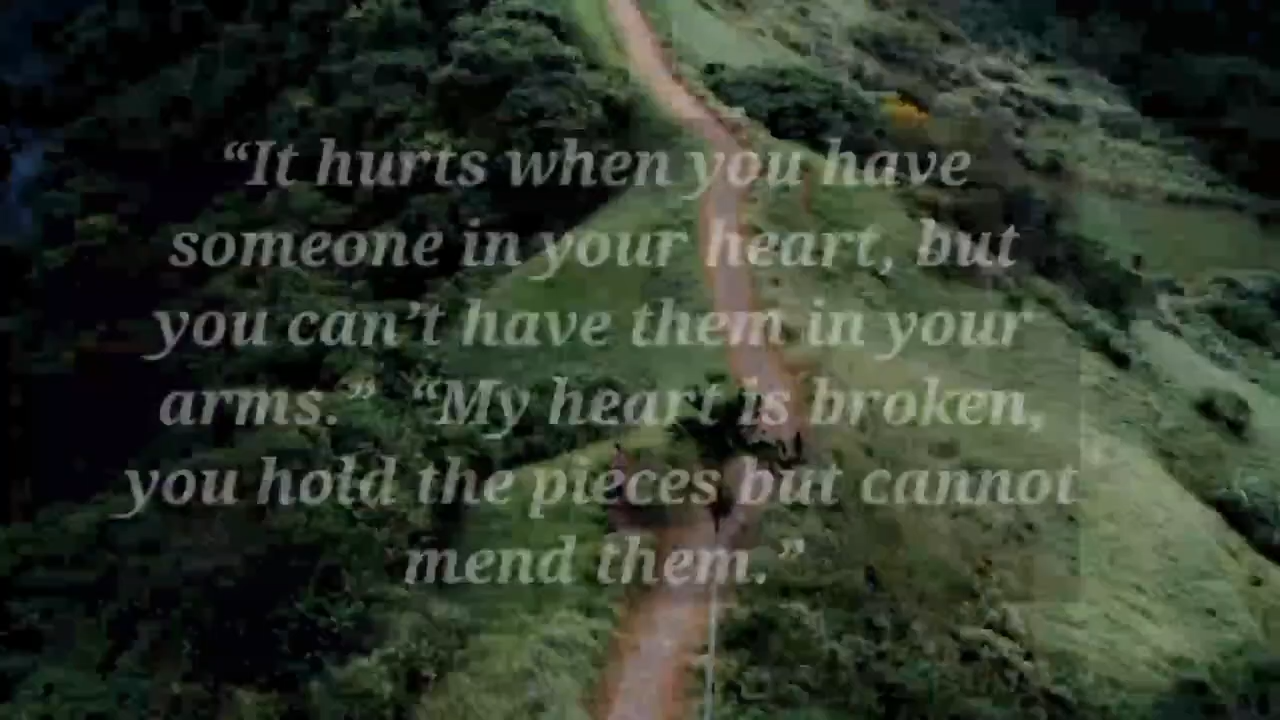 “It hurts when you have
someone in your heart, but
you can’t have them in your
arms.” “My heart is broken,
you hold the pieces but cannot
mend them.”